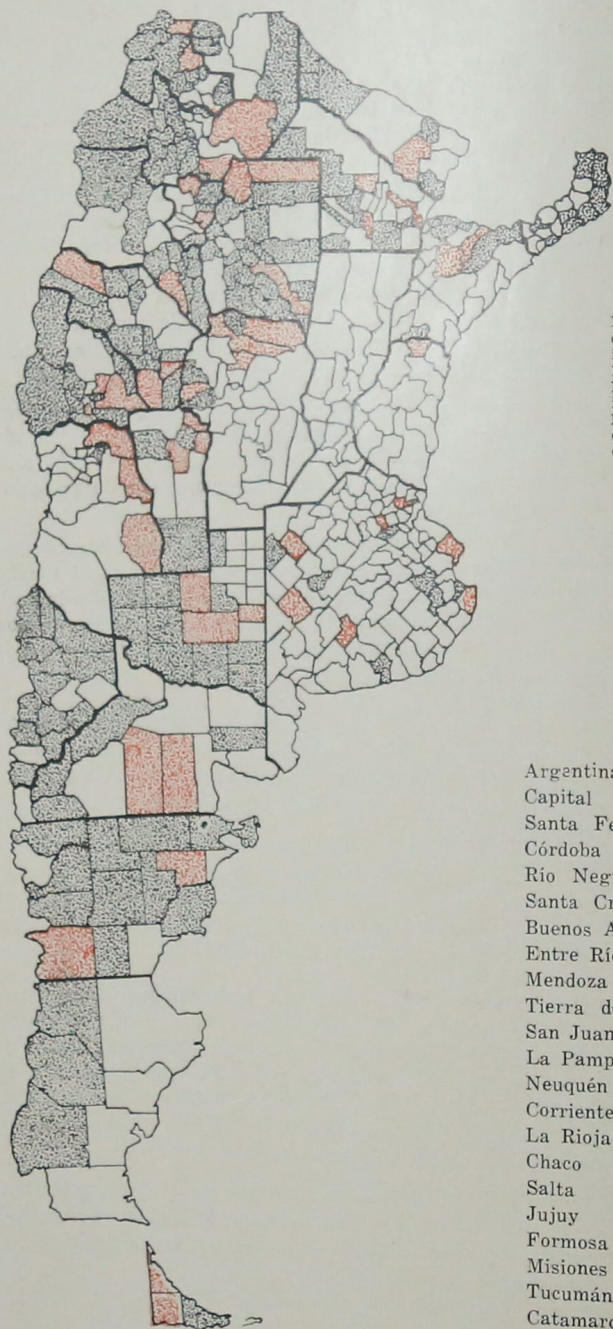 Argentina
Capital
Santa Fe
Córdoba
Río
Santa
Buenos
Entre
Mendoza
Tierra
San Juan
La
Neuquén
La Rioja
Chaco
Salta
Jujuy
Formosa
Misiones
Tucumán